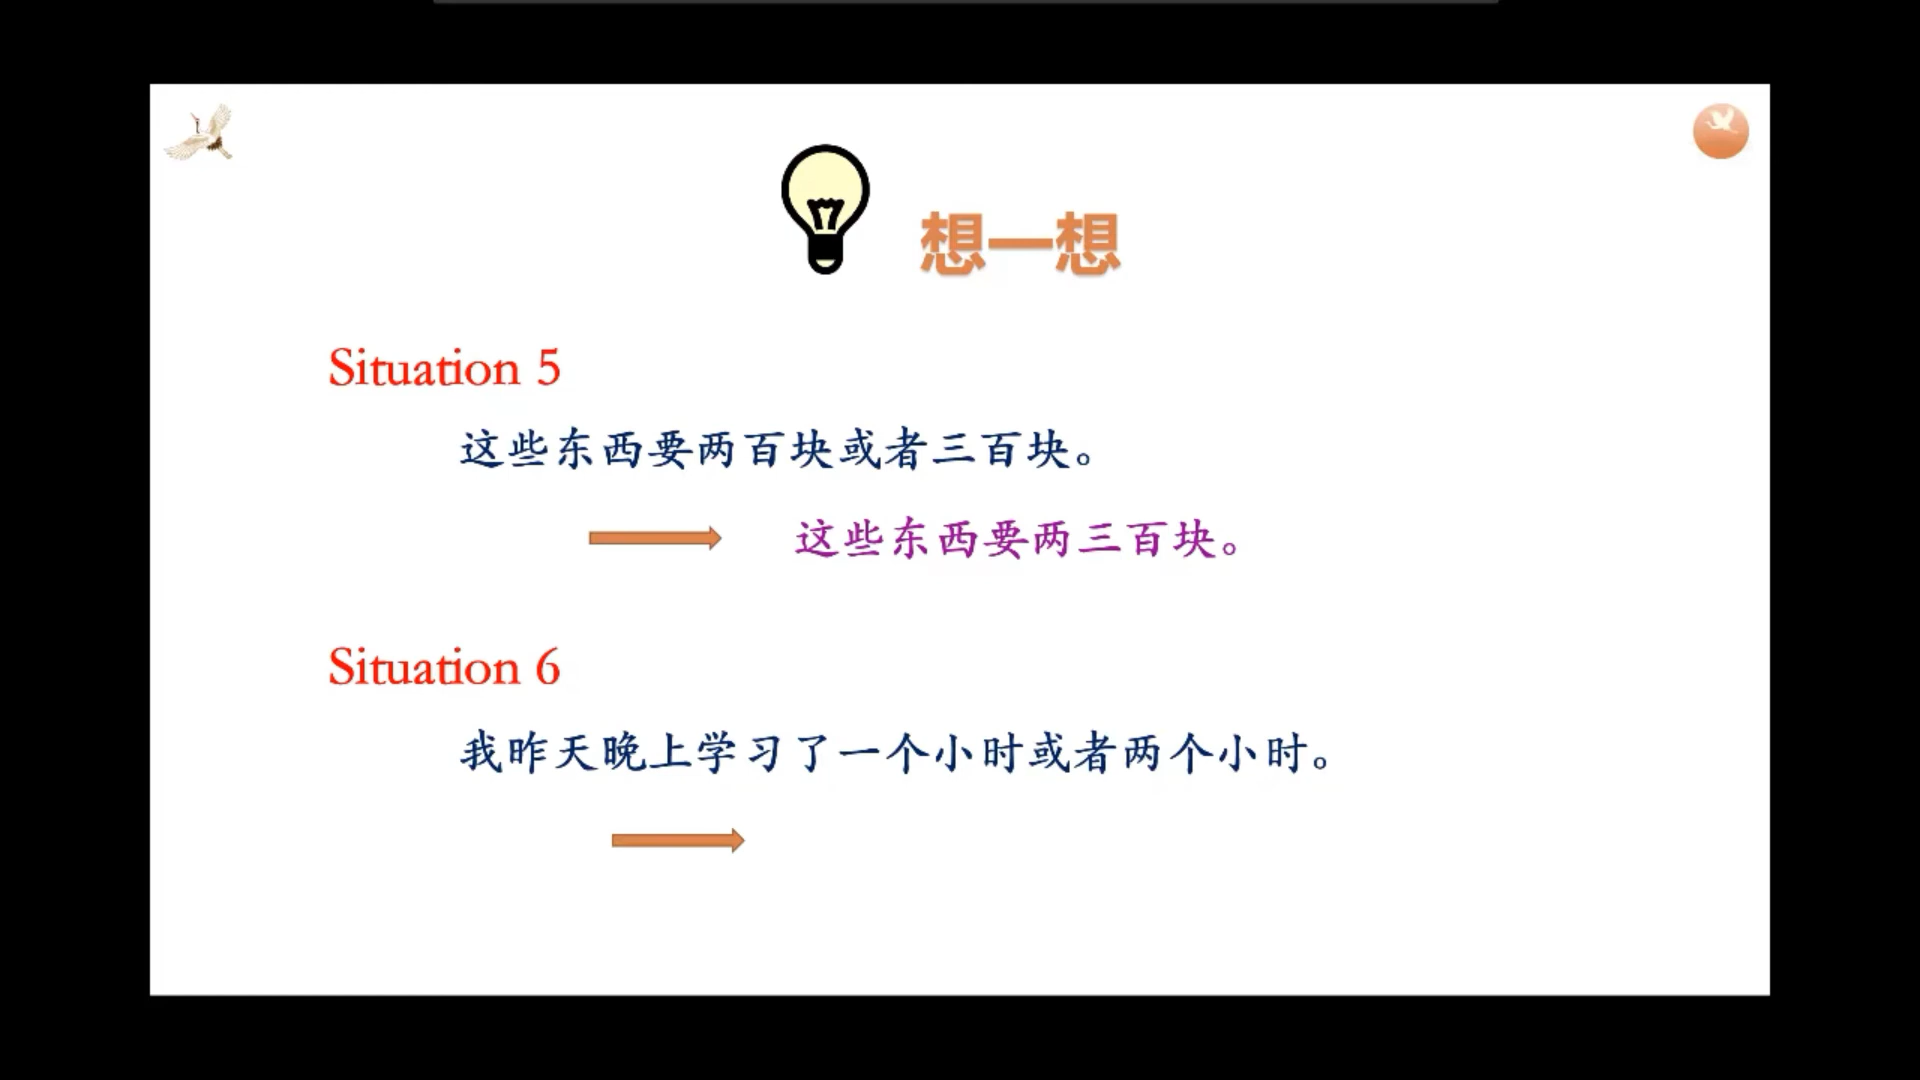 想一想
Situation 5
这些东西要两百块或者三百块。
这些东西要两三百块。
Situation 6
我昨天晚上学习了一个小时或者两个小时。